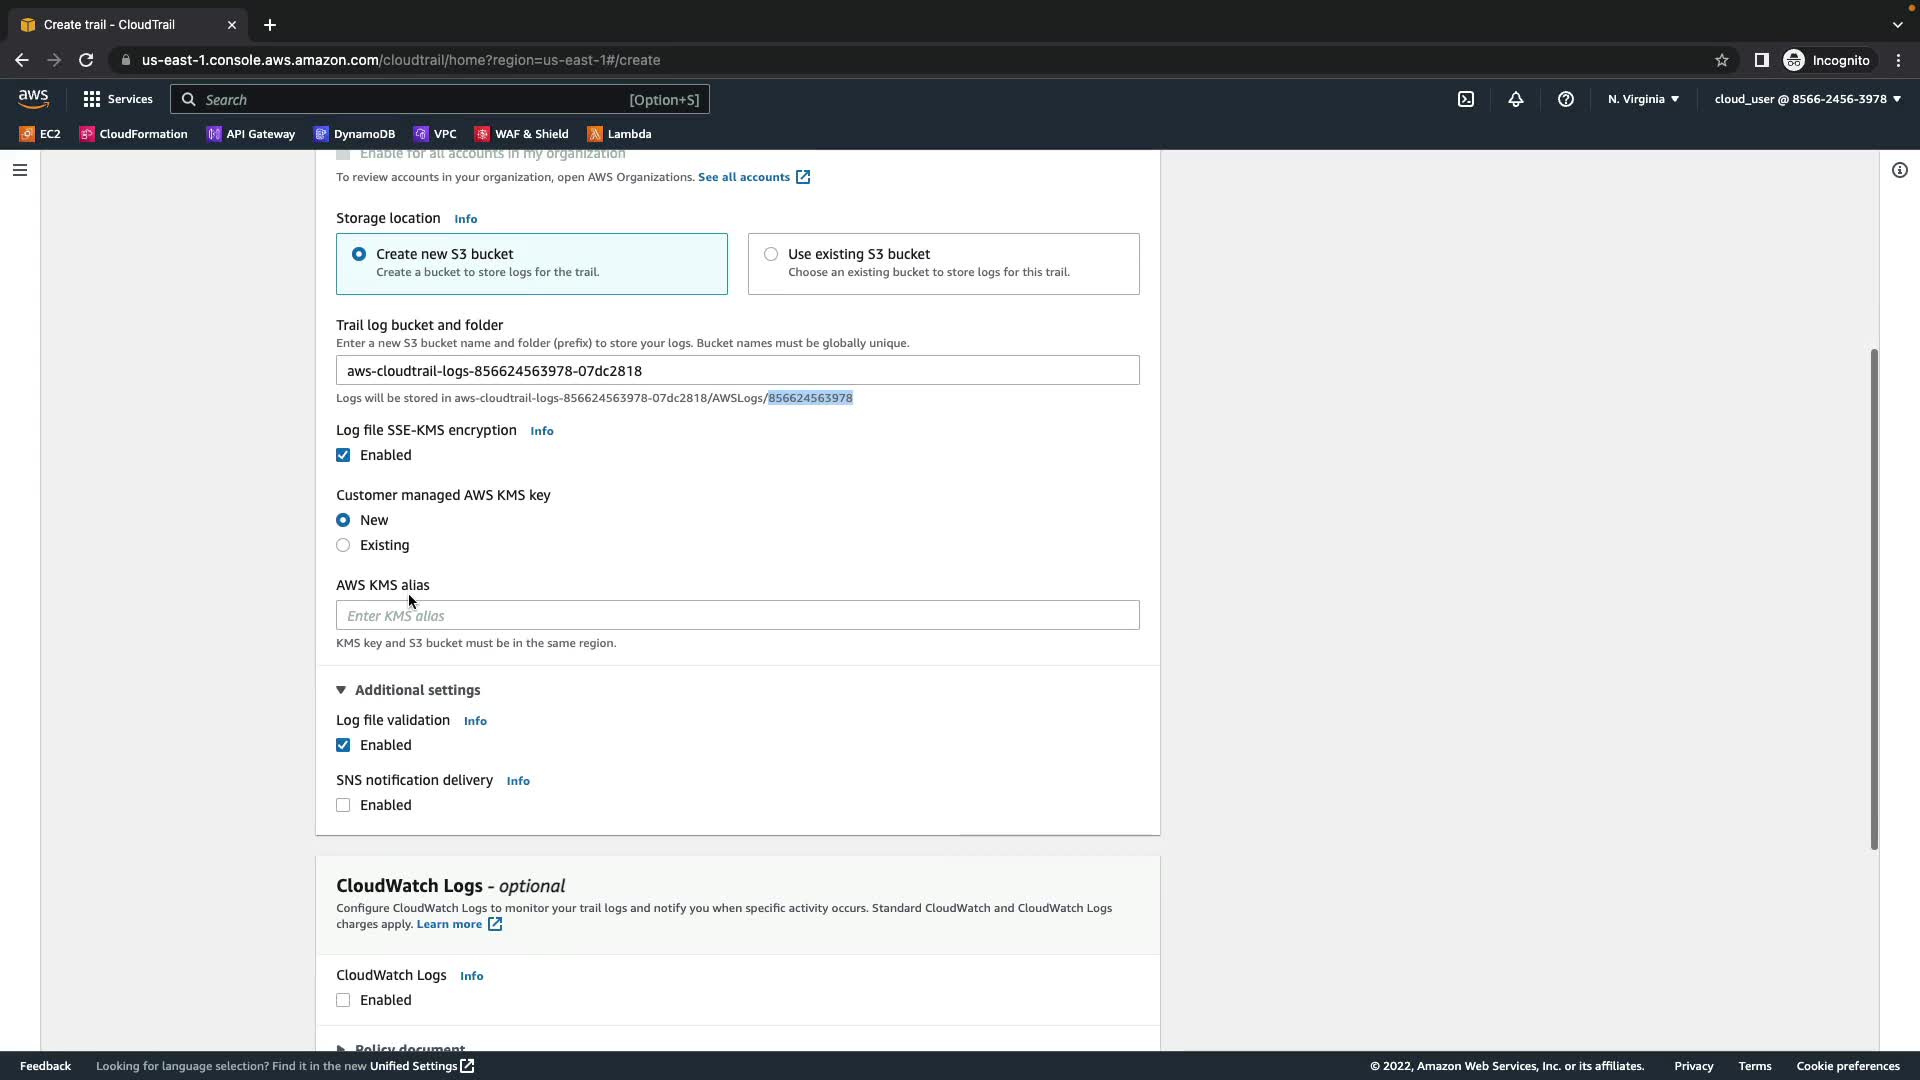 Create trail - CloudTrail
us-east-1.console.aws.amazon.com/cloudtrail/home?region=us-east-1#/create
Incognito
aws
Services
Search
[Option+S]
N. Virginia
cloud_user @ 8566-2456-3978
EC2
CloudFormation
API Gateway
DynamoDB
VPC
WAF & Shield
Lambda
Enable for all accounts in my organization
To review accounts in your organization, open AWS Organizations. See all accounts
Storage location Info
Create new S3 bucket
Create a bucket to store logs for the trail.
Use existing S3 bucket
Choose an existing bucket to store logs for this trail.
Trail log bucket and folder
Enter a new S3 bucket name and folder (prefix) to store your logs. Bucket names must be globally unique.
aws-cloudtrail-logs-856624563978-07dc2818
Logs will be stored in aws-cloudtrail-logs-856624563978-07dc2818/AWSLogs/856624563978
Log file SSE-KMS encryption Info
Enabled
Customer managed AWS KMS key
New
Existing
AWS KMS alias
Enter KMS alias
KMS key and S3 bucket must be in the same region.
Additional settings
Log file validation Info
Enabled
SNS notification delivery Info
Enabled
CloudWatch Logs - optional
Configure CloudWatch Logs to monitor your trail logs and notify you when specific activity occurs. Standard CloudWatch and CloudWatch Logs
charges apply. Learn more
CloudWatch Logs Info
Enabled
Policy document
Feedback
Looking for language selection? Find it in the new Unified Settings
© 2022, Amazon Web Services, Inc. or its affiliates.
Privacy
Terms
Cookie preferences